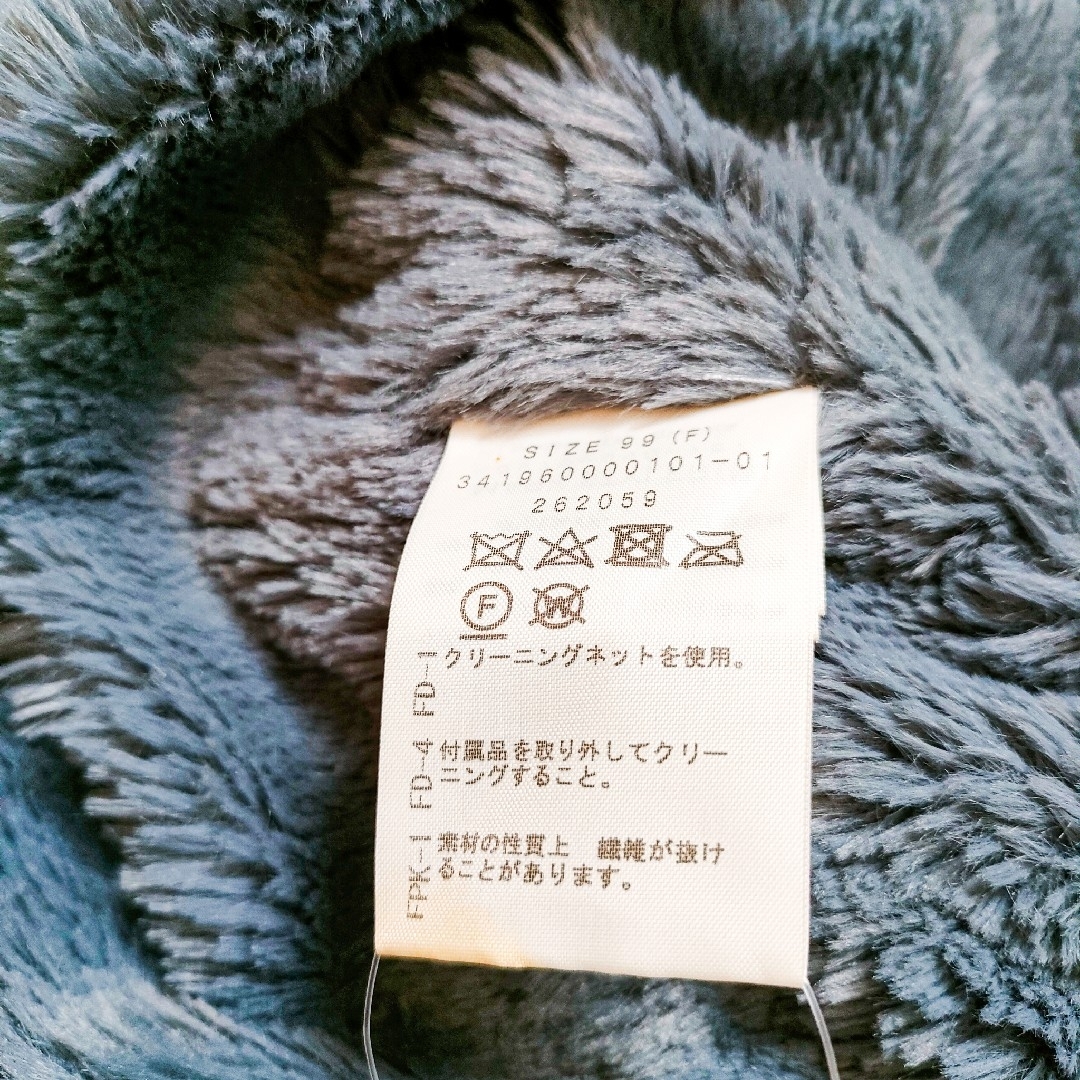 SIZE 99 (F)
341960000101-01
262059
F W
FD-1 クリーニングネットを使用。
FD-4 付属品を取り外してクリー
ニングすること。
FPK-1 素材の性質上 繊維が抜け
ることがあります。